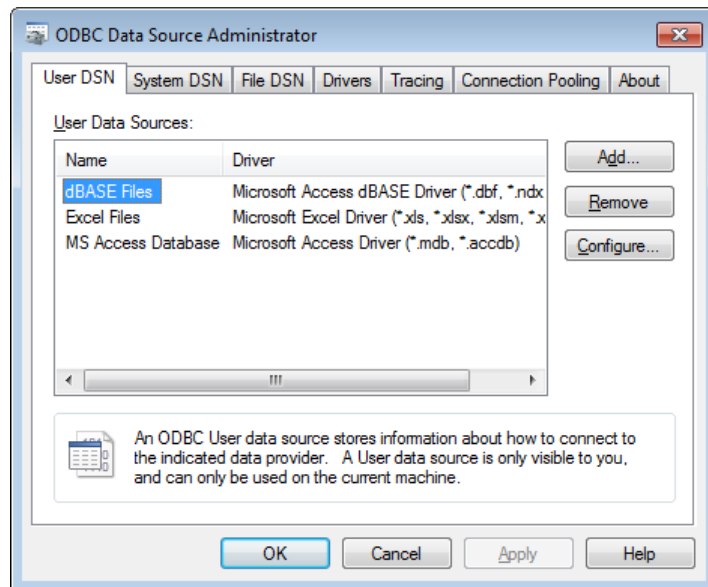 ODBC Data Source Administrator
User DSN System DSN File DSN Drivers Tracing Connection Pooling About
User Data Sources:
Name Driver
dBASE Files Microsoft Access dBASE Driver (*.dbf, *.ndx
Excel Files Microsoft Excel Driver (*.xls, *.xlsx, *.xlsm, *.x
MS Access Database Microsoft Access Driver (*.mdb, *.accdb)
Add...
Remove
Configure...
An ODBC User data source stores information about how to connect to
the indicated data provider. A User data source is only visible to you,
and can only be used on the current machine.
OK Cancel Apply Help